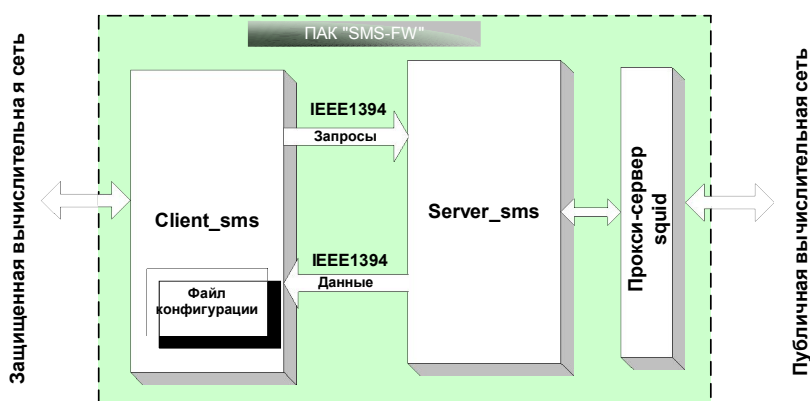 ПАК "SMS-FW"
Защищенная вычислительна я сеть
IEEE1394
Запросы
Client_sms
Server_sms
Прокси-сервер
squid
IEEE1394
Данные
Файл
конфигурации
Публичная вычислительная сеть